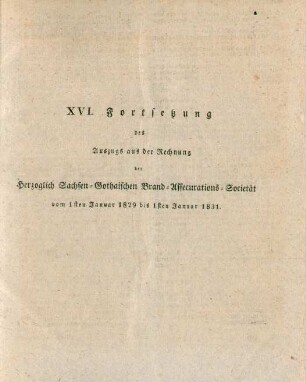 XVI. Fortsetzung
des
Auszugs aus der Rechnung
der
Herzoglich Sachsen-Gothaischen Brand-Assecurations-Societät
vom 1sten Januar 1829 bis 1sten Januar 1831.